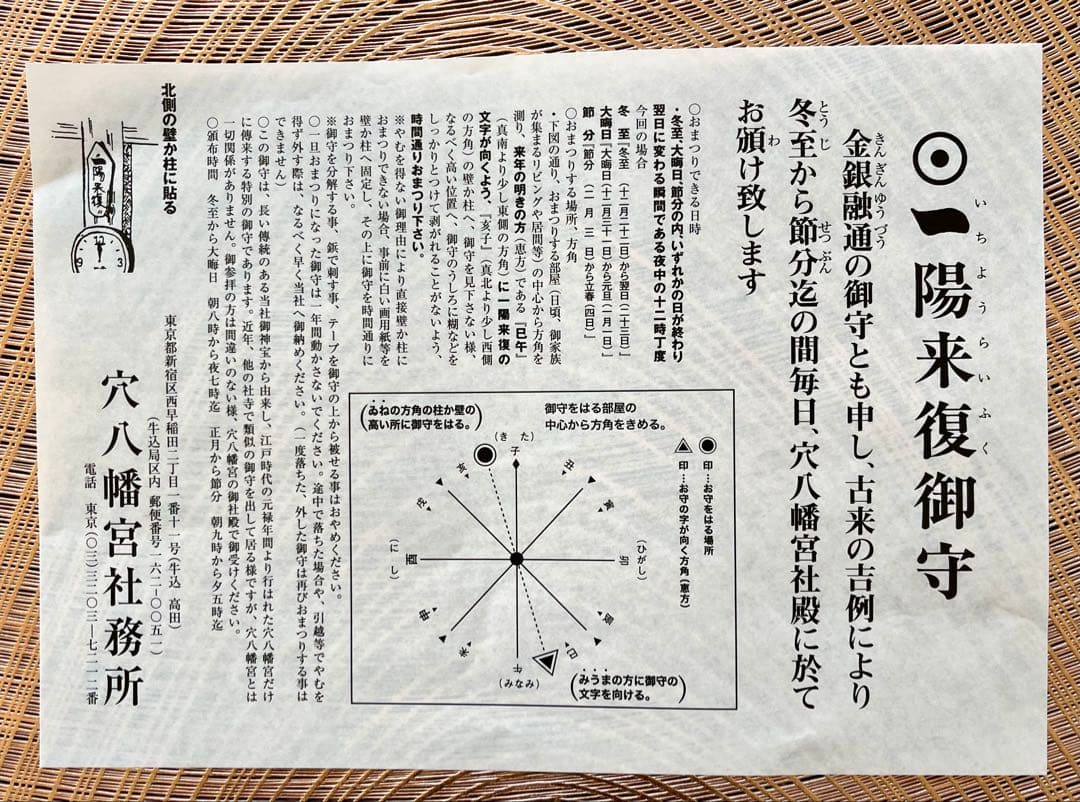 一陽来復御守
いちようらいふく
金銀融通の御守とも申し、古来の吉例により
きんぎんゆうづう
冬至から節分迄の間毎日、穴八幡宮社殿に於て
とうじ
せつぶん
お頒け致します
わ
○おまつりできる日時
・冬至、大晦日、節分の内、いずれかの日が終わり
翌日に変わる瞬間である夜中の十二時丁度
今回の場合
冬　至『冬至　（十二月二十二日）から翌日（二十三日）』
大晦日『大晦日（十二月三十一日）から元旦（一月一日）』
節　分『節分　（二月　三　日）から立春（四日）』
○おまつりする場所、方角
・下図の通り、おまつりする部屋（日頃、御家族
が集まるリビングや居間等）の中心から方角を
測り、来年の明きの方（恵方）である『巳午』
（真南より少し東側の方角）に一陽来復の
文字が向くよう、『亥子』（真北より少し西側
の方角）の壁か柱へ、御守を見下さない様、
なるべく高い位置へ、御守のうしろに糊などを
しっかりとつけて剥がれることがないよう、
時間通りおまつり下さい。
※やむを得ない御理由により直接壁か柱に
おまつりできない場合、事前に白い画用紙等を
壁か柱へ固定し、その上に御守を時間通りに
おまつり下さい。
※御守を分解する事、鋲で刺す事、テープを御守の上から被せる事はおやめください。
○一旦おまつりになった御守は一年間動かさないでください。途中で落ちた場合や、引越等でやむを
得ず外す際は、なるべく早く当社へ御納めください。（一度落ちた、外した御守は再びおまつりする事は
できません）
○この御守は、長い伝統のある当社御神宝から由来し、江戸時代の元禄年間より行はれた穴八幡宮だけ
に伝来する特別の御守であります。近年、他の社寺で類似の御守を出して居る様ですが、穴八幡宮とは
一切関係がありません。御参拝の方は間違いのない様、穴八幡宮の御社殿で御受けください。
○頒布時間　冬至から大晦日　朝八時から夜七時迄　正月から節分　朝九時から夕五時迄
御守をはる部屋の
中心から方角をきめる。
印…お守をはる場所
印…お守の字が向く方角（恵方）
（ゐねの方角の柱か壁の
高い所に御守をはる。）
（きた）
子
丑
寅
卯
（ひがし）
辰
巳
午
（みなみ）
未
申
酉
（にし）
戌
亥
（みうまの方に御守の
文字を向ける。）
北側の壁か柱に貼る
一陽来復
12
9
3
6
東京都新宿区西早稲田二丁目一番十一号（牛込 高田）
（牛込局区内 郵便番号一六二－〇〇五一）
穴八幡宮社務所
電話　東京（〇三）三二〇三－七二一二番